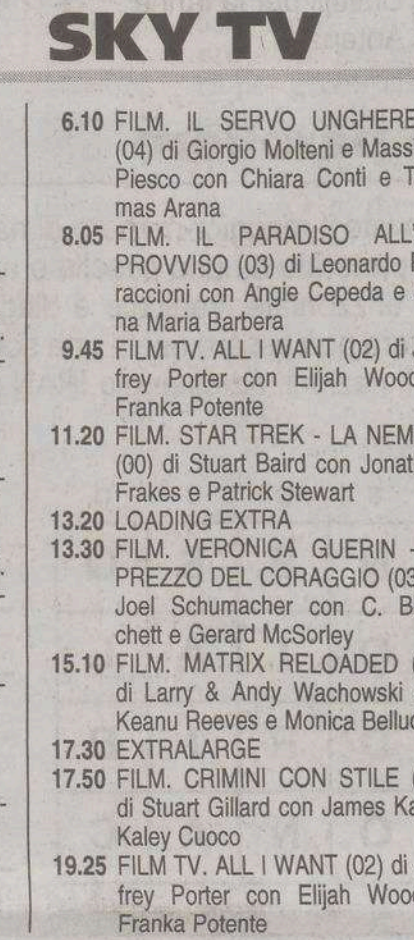 SKY TV
6.10 FILM. IL SERVO UNGHERE
(04) di Giorgio Molteni e Mass
Piesco con Chiara Conti e T
mas Arana
8.05 FILM. IL PARADISO ALL'
PROVVISO (03) di Leonardo
raccioni con Angie Cepeda e
na Maria Barbera
9.45 FILM TV. ALL I WANT (02) di
frey Porter con Elijah Wood
Franka Potente
11.20 FILM. STAR TREK - LA NEM
(00) di Stuart Baird con Jonat
Frakes e Patrick Stewart
13.20 LOADING EXTRA
13.30 FILM. VERONICA GUERIN -
PREZZO DEL CORAGGIO (03
Joel Schumacher con C. B
chett e Gerard McSorley
15.10 FILM. MATRIX RELOADED (
di Larry & Andy Wachowski
Keanu Reeves e Monica Belluc
17.30 EXTRALARGE
17.50 FILM. CRIMINI CON STILE (
di Stuart Gillard con James Ka
Kaley Cuoco
19.25 FILM TV. ALL I WANT (02) di
frey Porter con Elijah Wood
Franka Potente